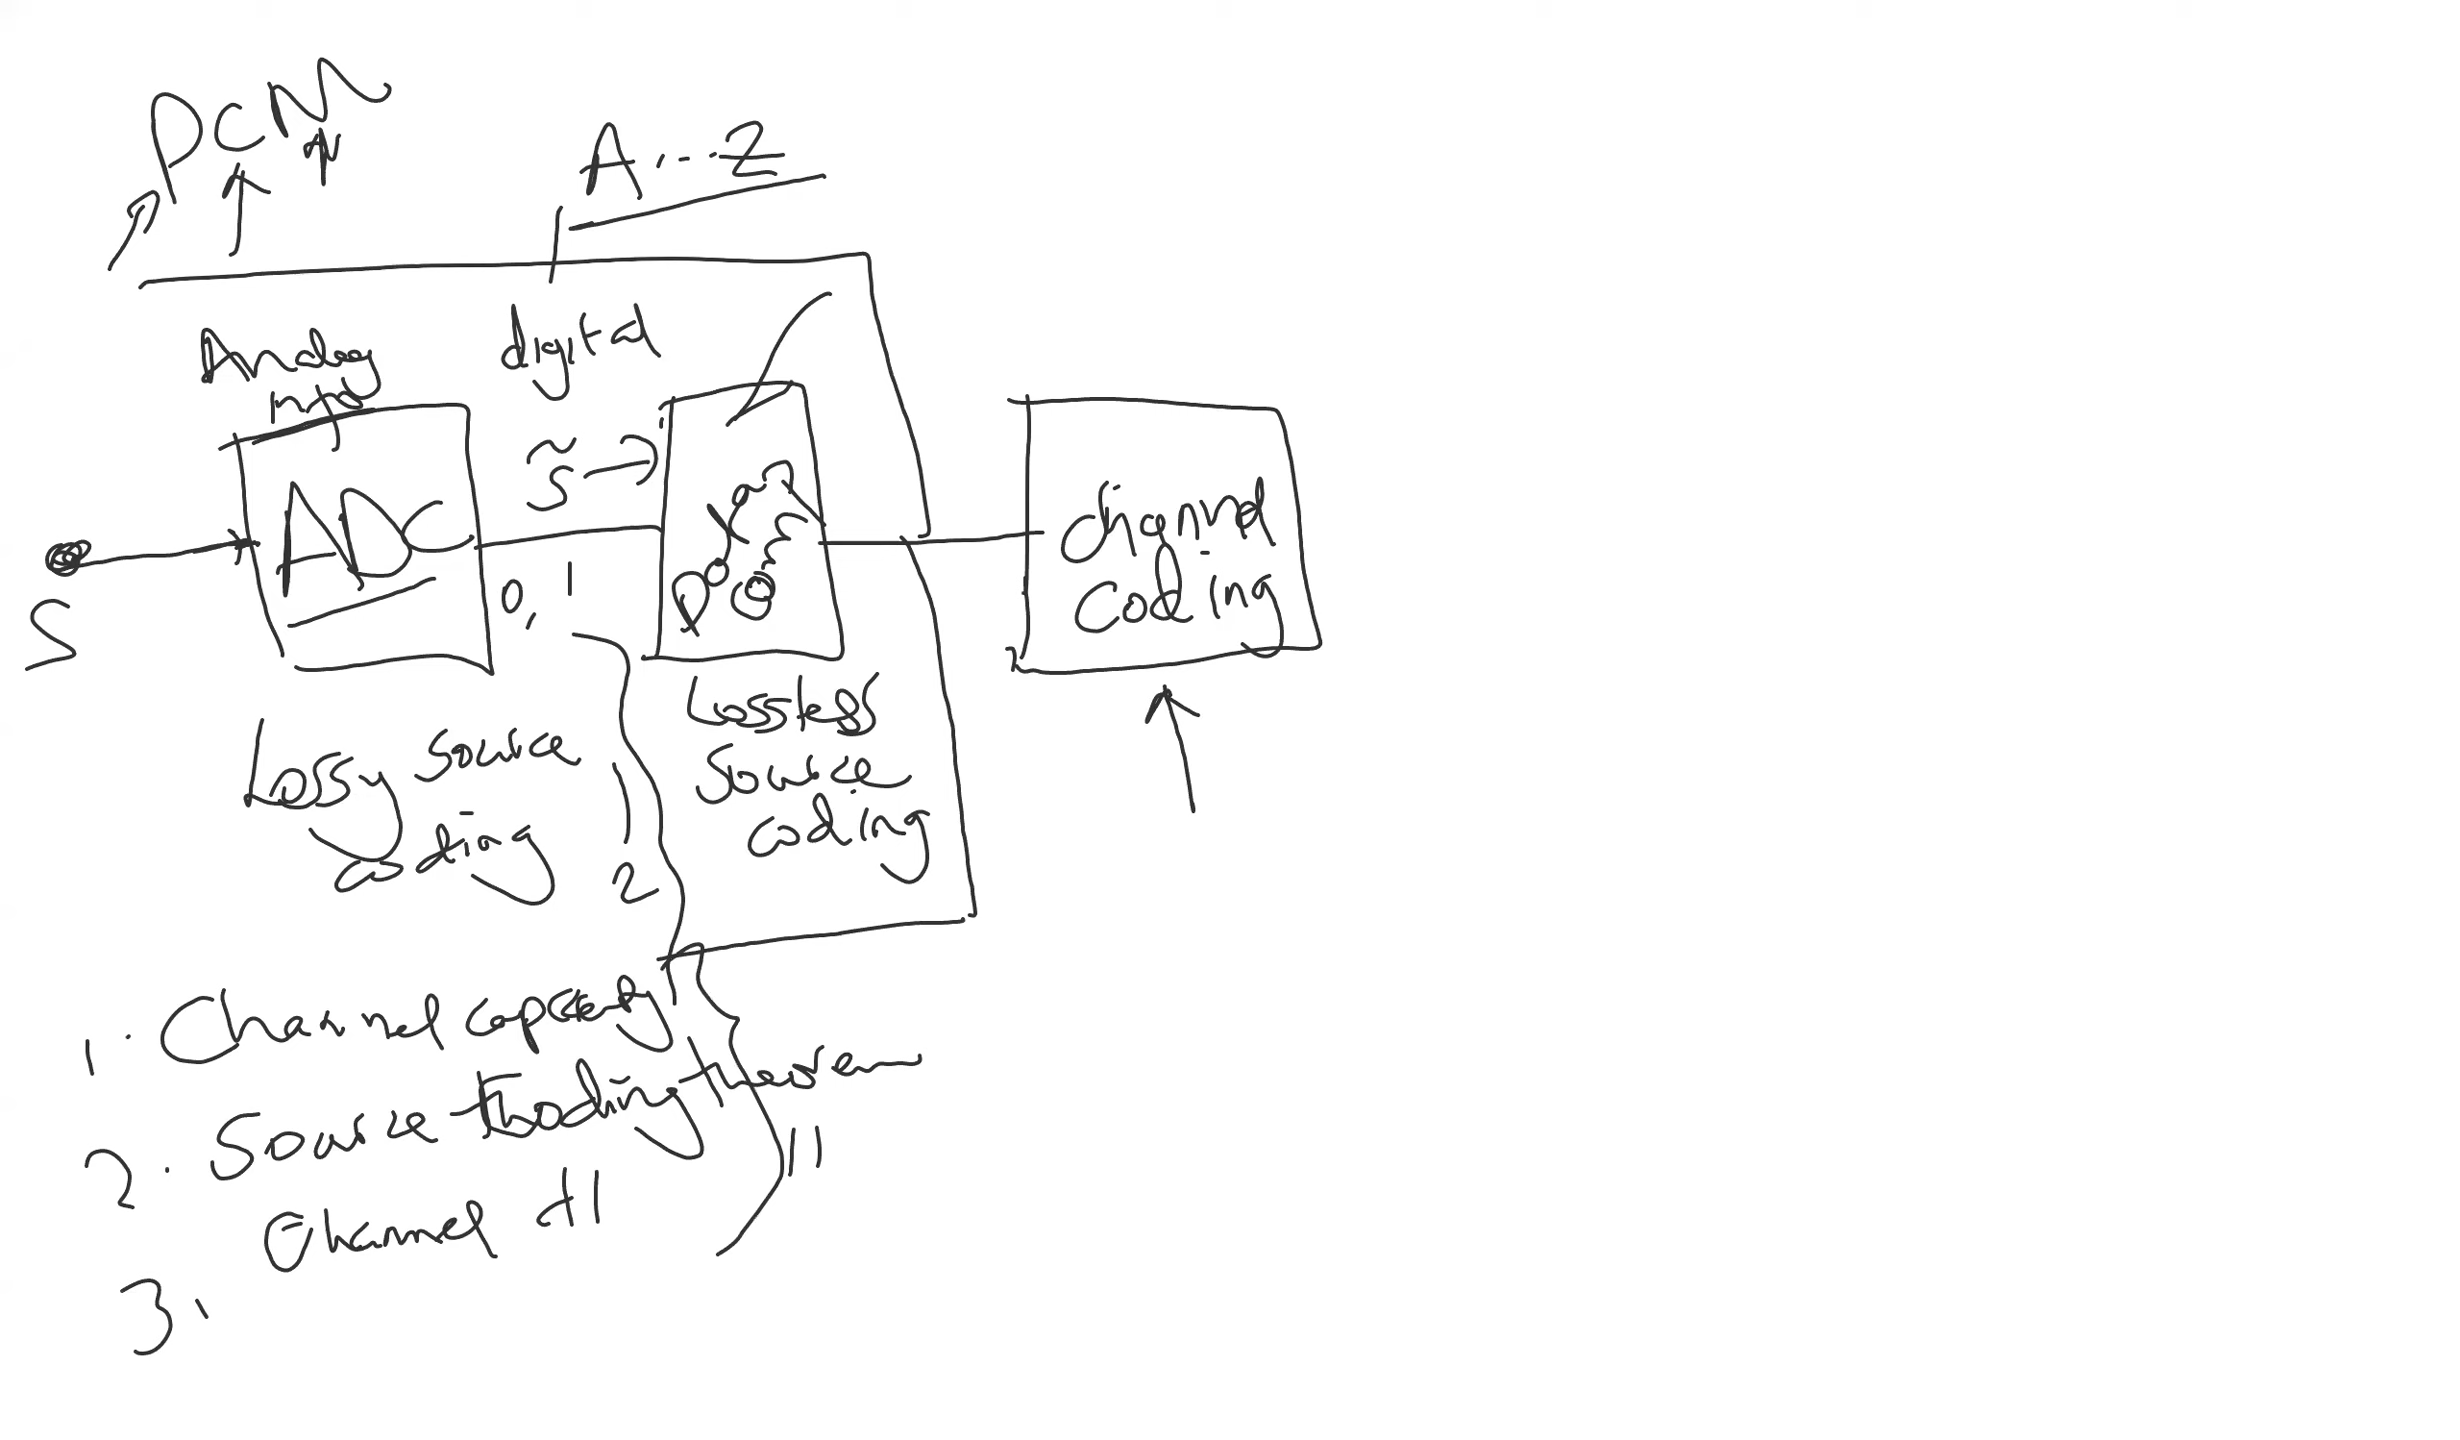 PCM
A...Z
Analog
digital
input
s̃ →
ADC
S
0, 1
channel
coding
Lossless
source
coding
Lossy source
coding
1. Channel capacity
2. Source coding theorem
Channel "
3.